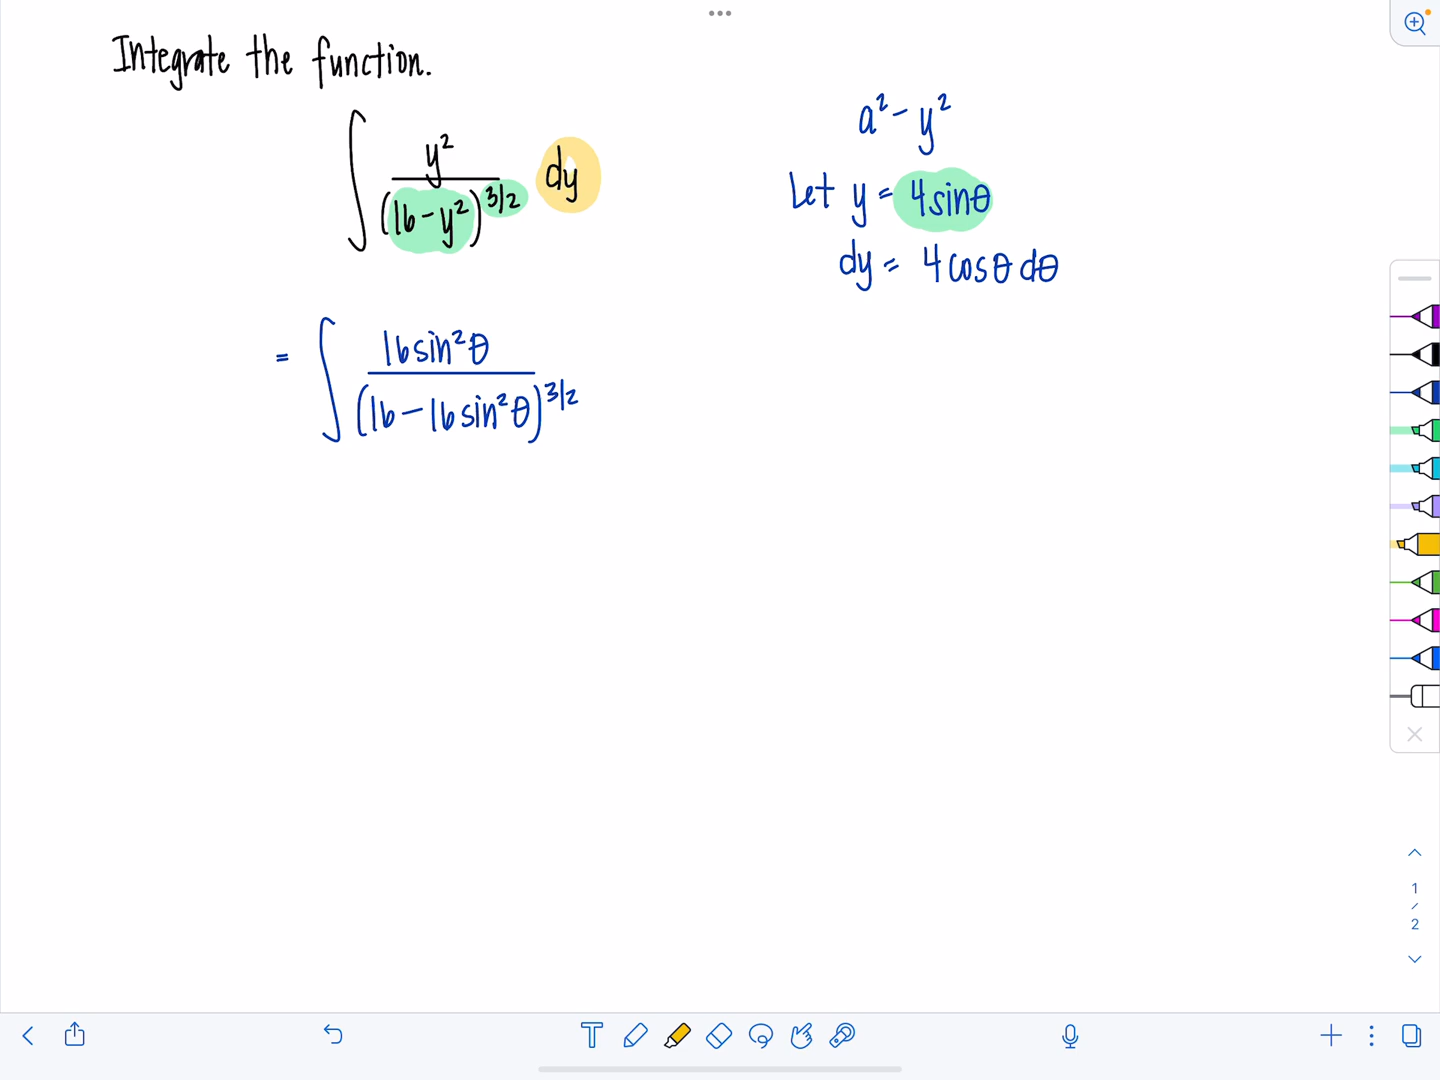 Integrate the function.
∫ y² / (16 - y²)^(3/2) dy
a² - y²
Let y = 4sinθ
dy = 4cosθ dθ
= ∫ 16sin²θ / (16 - 16sin²θ)^(3/2)
1
/
2
T